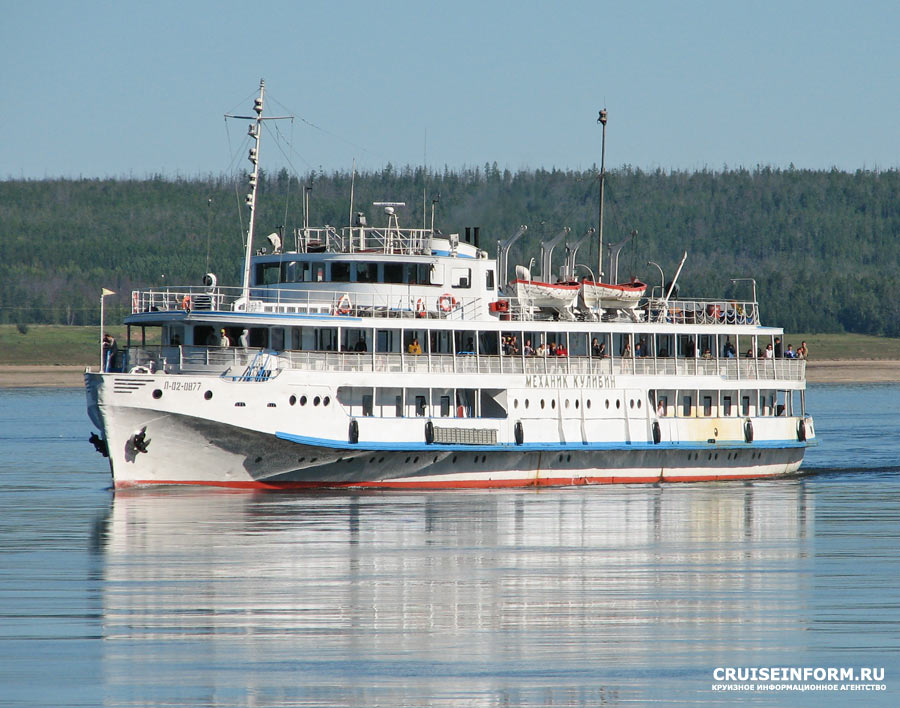 МЕХАНИК КУЛИБИН
П-02-0877
CRUISEINFORM.RU
КРУИЗНОЕ ИНФОРМАЦИОННОЕ АГЕНТСТВО